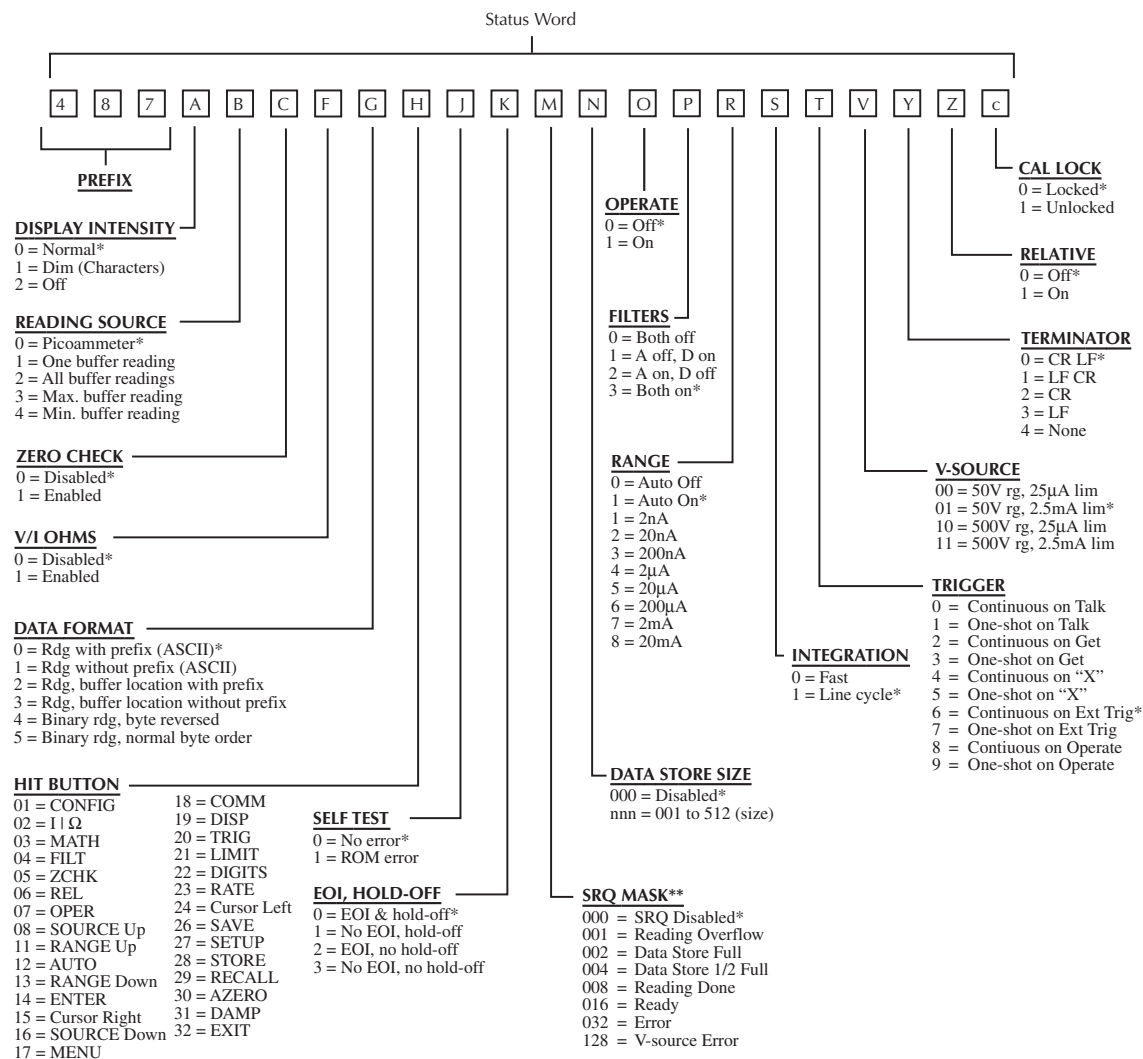 Status Word
4 8 7 A B C F G H J K M N O P R S T V Y Z c
PREFIX
DISPLAY INTENSITY
0 = Normal*
1 = Dim (Characters)
2 = Off
READING SOURCE
0 = Picoammeter*
1 = One buffer reading
2 = All buffer readings
3 = Max. buffer reading
4 = Min. buffer reading
ZERO CHECK
0 = Disabled*
1 = Enabled
V/I OHMS
0 = Disabled*
1 = Enabled
DATA FORMAT
0 = Rdg with prefix (ASCII)*
1 = Rdg without prefix (ASCII)
2 = Rdg, buffer location with prefix
3 = Rdg, buffer location without prefix
4 = Binary rdg, byte reversed
5 = Binary rdg, normal byte order
HIT BUTTON
01 = CONFIG
02 = I | Ω
03 = MATH
04 = FILT
05 = ZCHK
06 = REL
07 = OPER
08 = SOURCE Up
11 = RANGE Up
12 = AUTO
13 = RANGE Down
14 = ENTER
15 = Cursor Right
16 = SOURCE Down
17 = MENU
18 = COMM
19 = DISP
20 = TRIG
21 = LIMIT
22 = DIGITS
23 = RATE
24 = Cursor Left
26 = SAVE
27 = SETUP
28 = STORE
29 = RECALL
30 = AZERO
31 = DAMP
32 = EXIT
SELF TEST
0 = No error*
1 = ROM error
EOI, HOLD-OFF
0 = EOI & hold-off*
1 = No EOI, hold-off
2 = EOI, no hold-off
3 = No EOI, no hold-off
SRQ MASK**
000 = SRQ Disabled*
001 = Reading Overflow
002 = Data Store Full
004 = Data Store 1/2 Full
008 = Reading Done
016 = Ready
032 = Error
128 = V-source Error
DATA STORE SIZE
000 = Disabled*
nnn = 001 to 512 (size)
OPERATE
0 = Off*
1 = On
FILTERS
0 = Both off
1 = A off, D on
2 = A on, D off
3 = Both on*
RANGE
0 = Auto Off
1 = Auto On*
1 = 2nA
2 = 20nA
3 = 200nA
4 = 2μA
5 = 20μA
6 = 200μA
7 = 2mA
8 = 20mA
INTEGRATION
0 = Fast
1 = Line cycle*
TRIGGER
0 = Continuous on Talk
1 = One-shot on Talk
2 = Continuous on Get
3 = One-shot on Get
4 = Continuous on “X”
5 = One-shot on “X”
6 = Continuous on Ext Trig*
7 = One-shot on Ext Trig
8 = Contiuous on Operate
9 = One-shot on Operate
V-SOURCE
00 = 50V rg, 25μA lim
01 = 50V rg, 2.5mA lim*
10 = 500V rg, 25μA lim
11 = 500V rg, 2.5mA lim
TERMINATOR
0 = CR LF*
1 = LF CR
2 = CR
3 = LF
4 = None
RELATIVE
0 = Off*
1 = On
CAL LOCK
0 = Locked*
1 = Unlocked